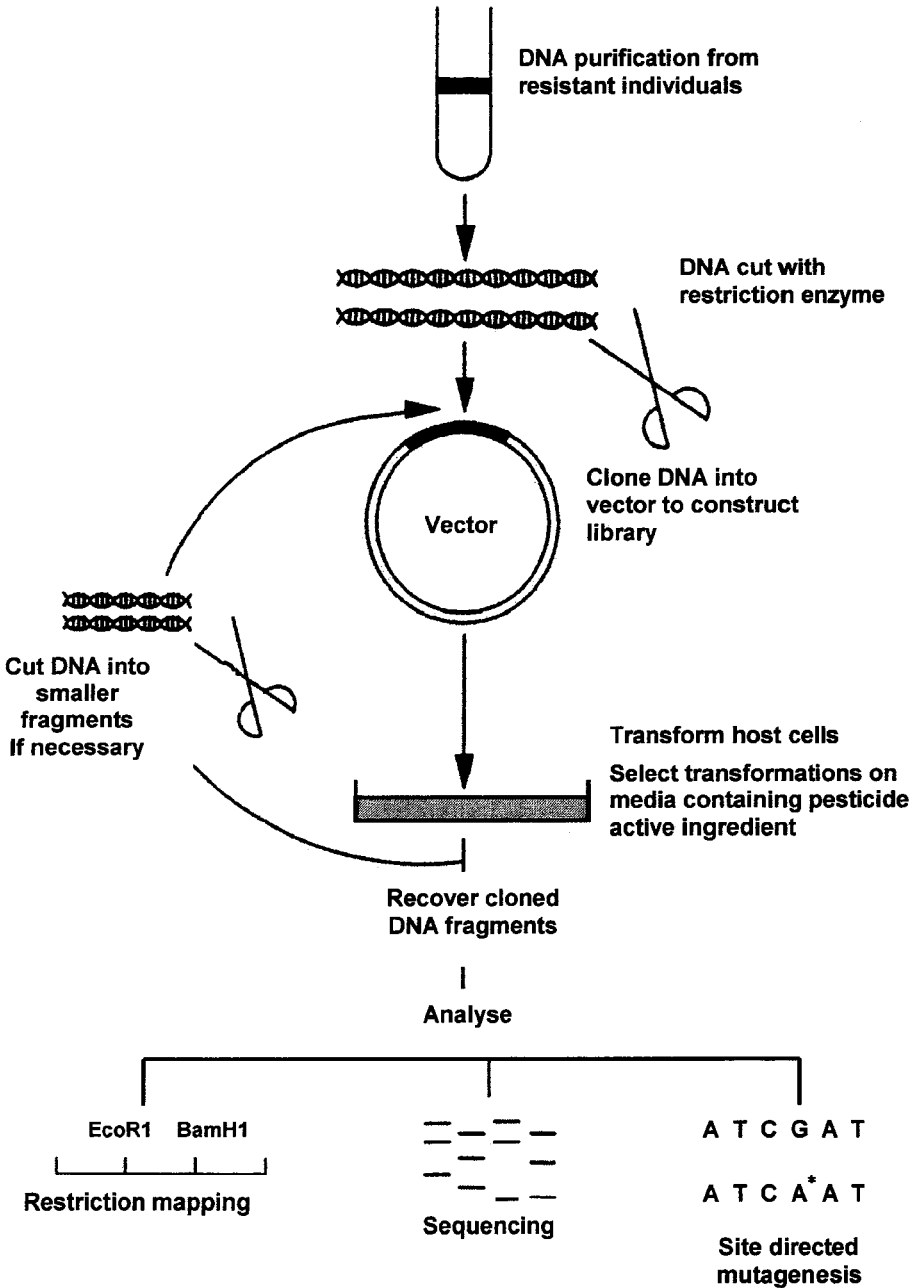 DNA purification from
resistant individuals
DNA cut with
restriction enzyme
Clone DNA into
vector to construct
library
Vector
Cut DNA into
smaller
fragments
If necessary
Transform host cells
Select transformations on
media containing pesticide
active ingredient
Recover cloned
DNA fragments
Analyse
EcoR1 BamH1
Restriction mapping
Sequencing
A T C G A T
A T C A* A T
Site directed
mutagenesis